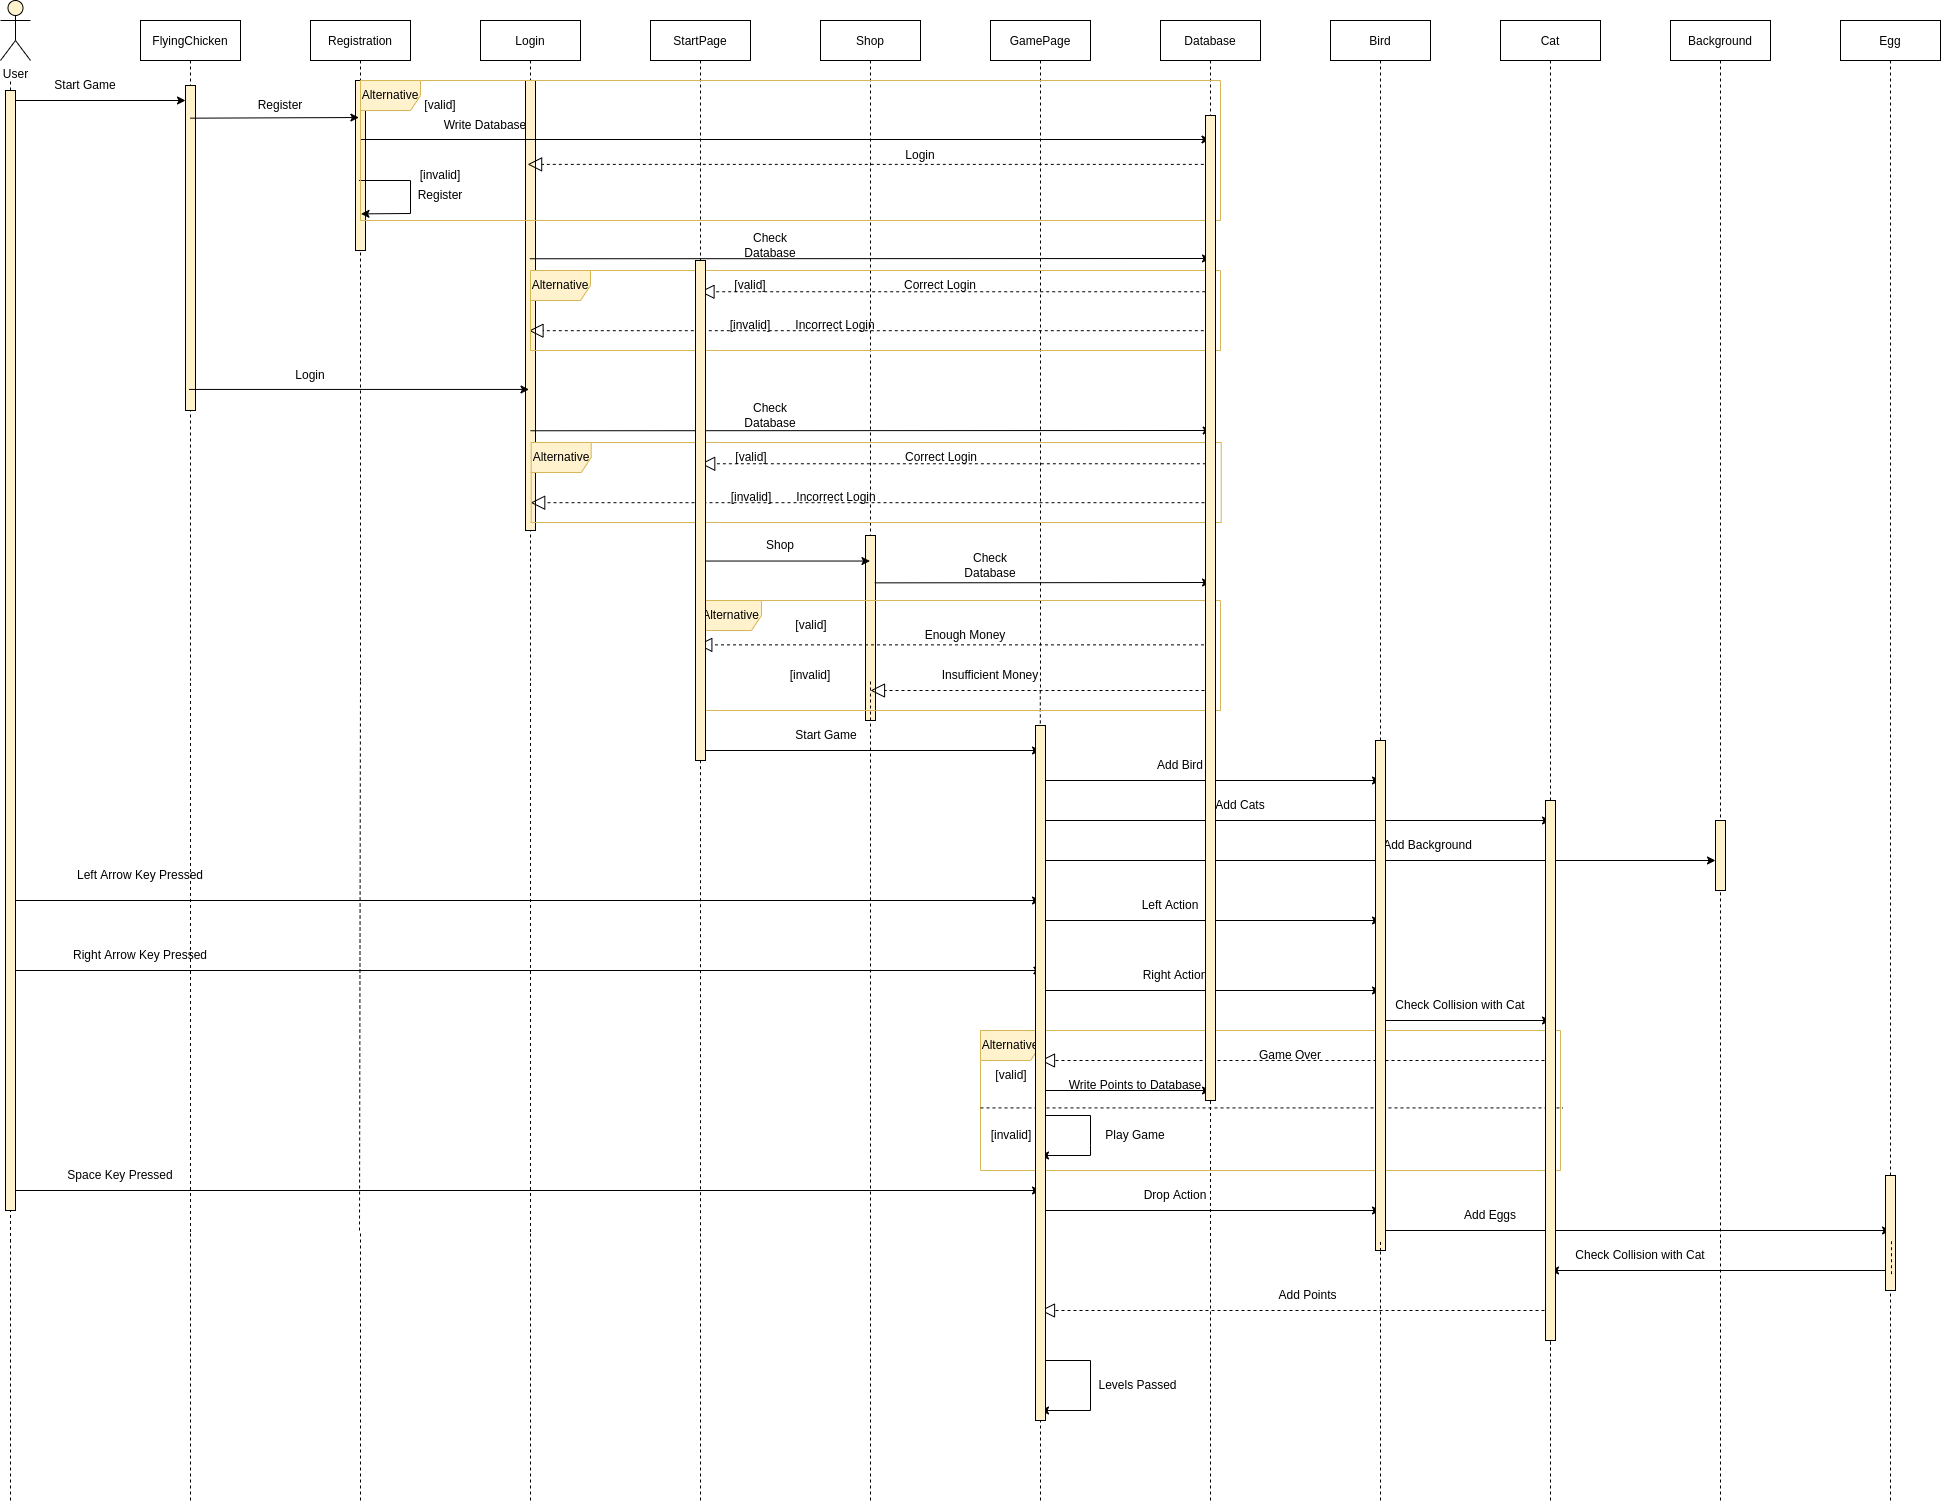 FlyingChicken
Registration
Login
StartPage
Shop
GamePage
Database
Bird
Cat
Background
Egg
User
Start Game
Alternative
Register
[valid]
Write Database
Login
[invalid]
Register
Check
Database
Alternative
[valid]
Correct Login
[invalid]
Incorrect Login
Login
Check
Database
Alternative
[valid]
Correct Login
[invalid]
Incorrect Login
Shop
Check
Database
Alternative
[valid]
Enough Money
[invalid]
Insufficient Money
Start Game
Add Bird
Add Cats
Add Background
Left Arrow Key Pressed
Left Action
Right Arrow Key Pressed
Right Action
Check Collision with Cat
Alternative
Game Over
[valid]
Write Points to Database
[invalid]
Play Game
Space Key Pressed
Drop Action
Add Eggs
Check Collision with Cat
Add Points
Levels Passed